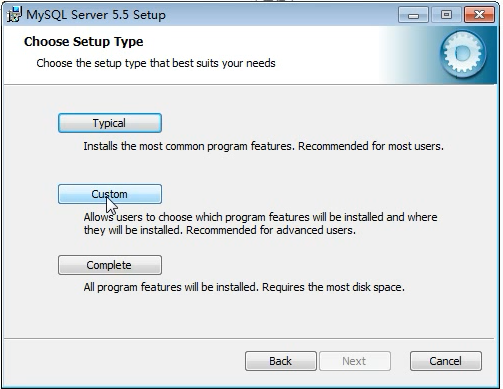 MySQL Server 5.5 Setup
Choose Setup Type
Choose the setup type that best suits your needs
Typical
Installs the most common program features. Recommended for most users.
Custom
Allows users to choose which program features will be installed and where
they will be installed. Recommended for advanced users.
Complete
All program features will be installed. Requires the most disk space.
Back Next Cancel